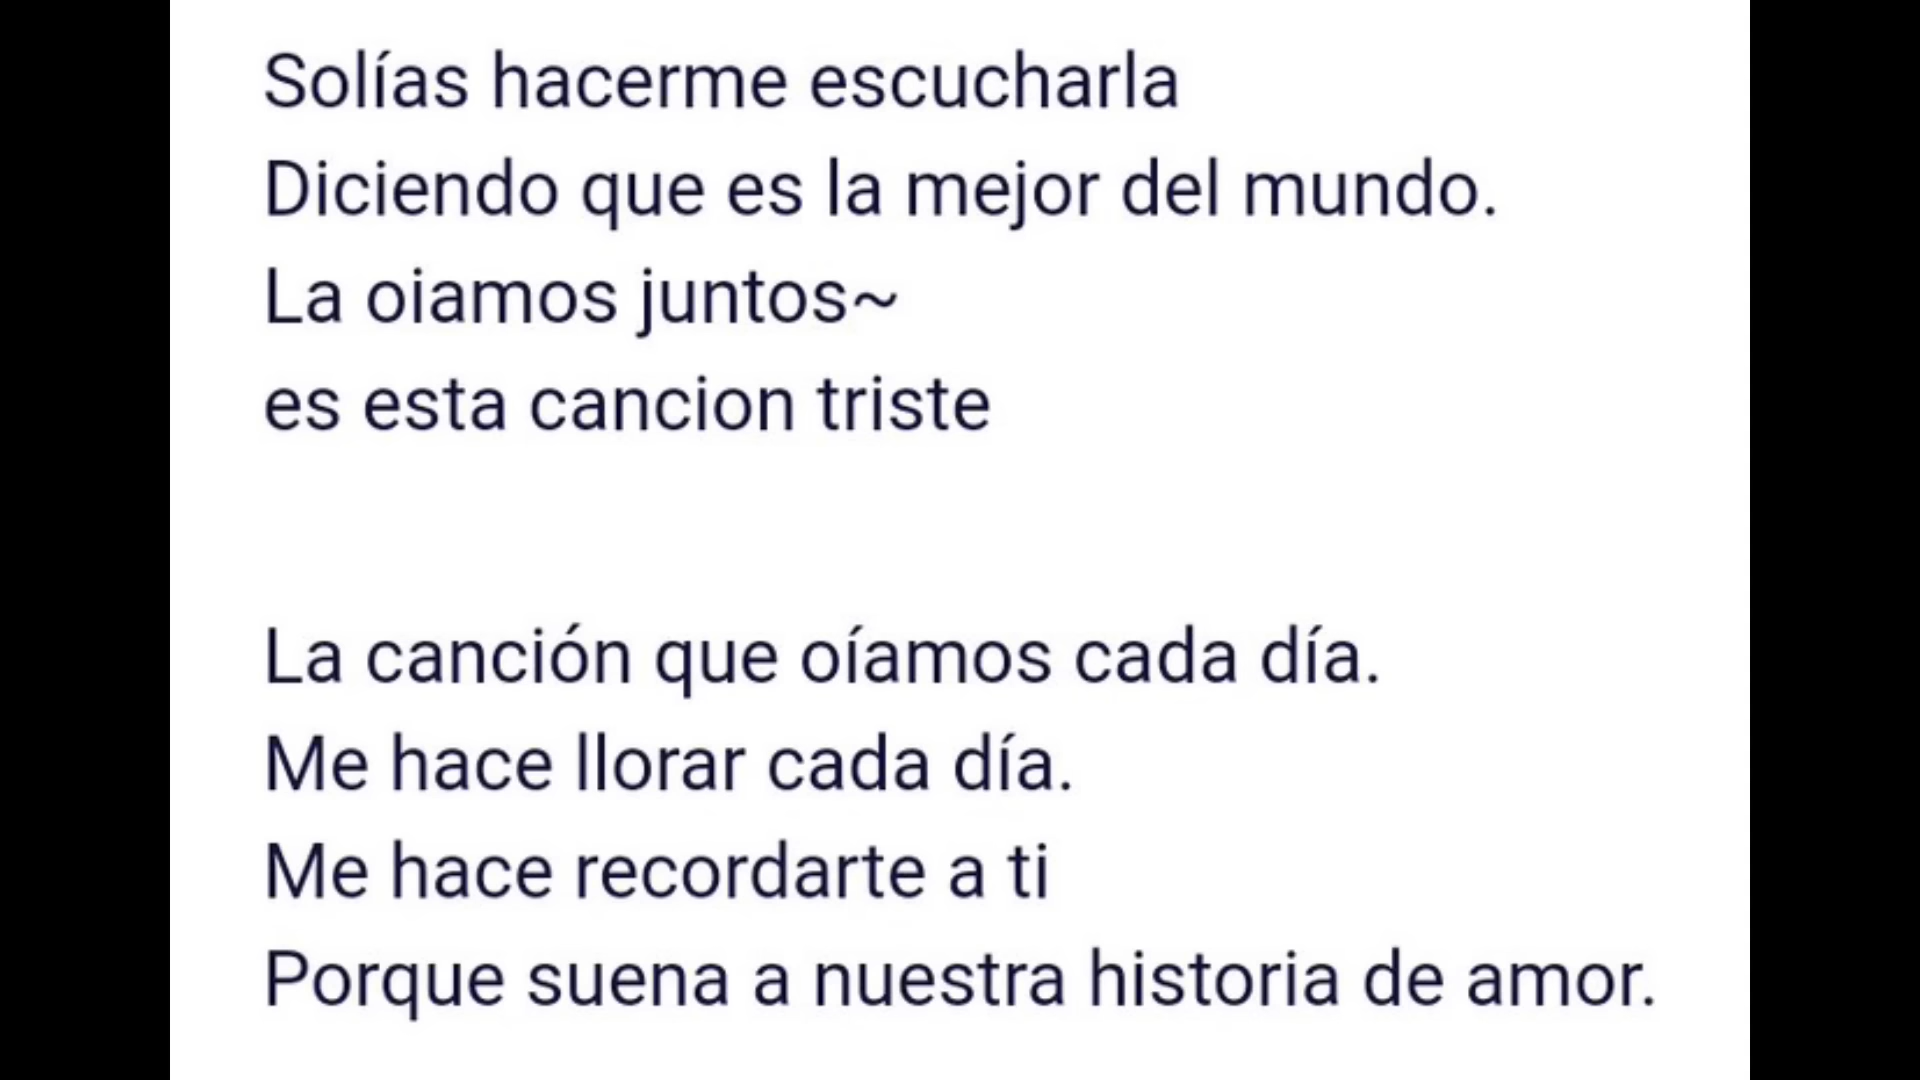 Solías hacerme escucharla
Diciendo que es la mejor del mundo.
La oiamos juntos~
es esta cancion triste
La canción que oíamos cada día.
Me hace llorar cada día.
Me hace recordarte a ti
Porque suena a nuestra historia de amor.